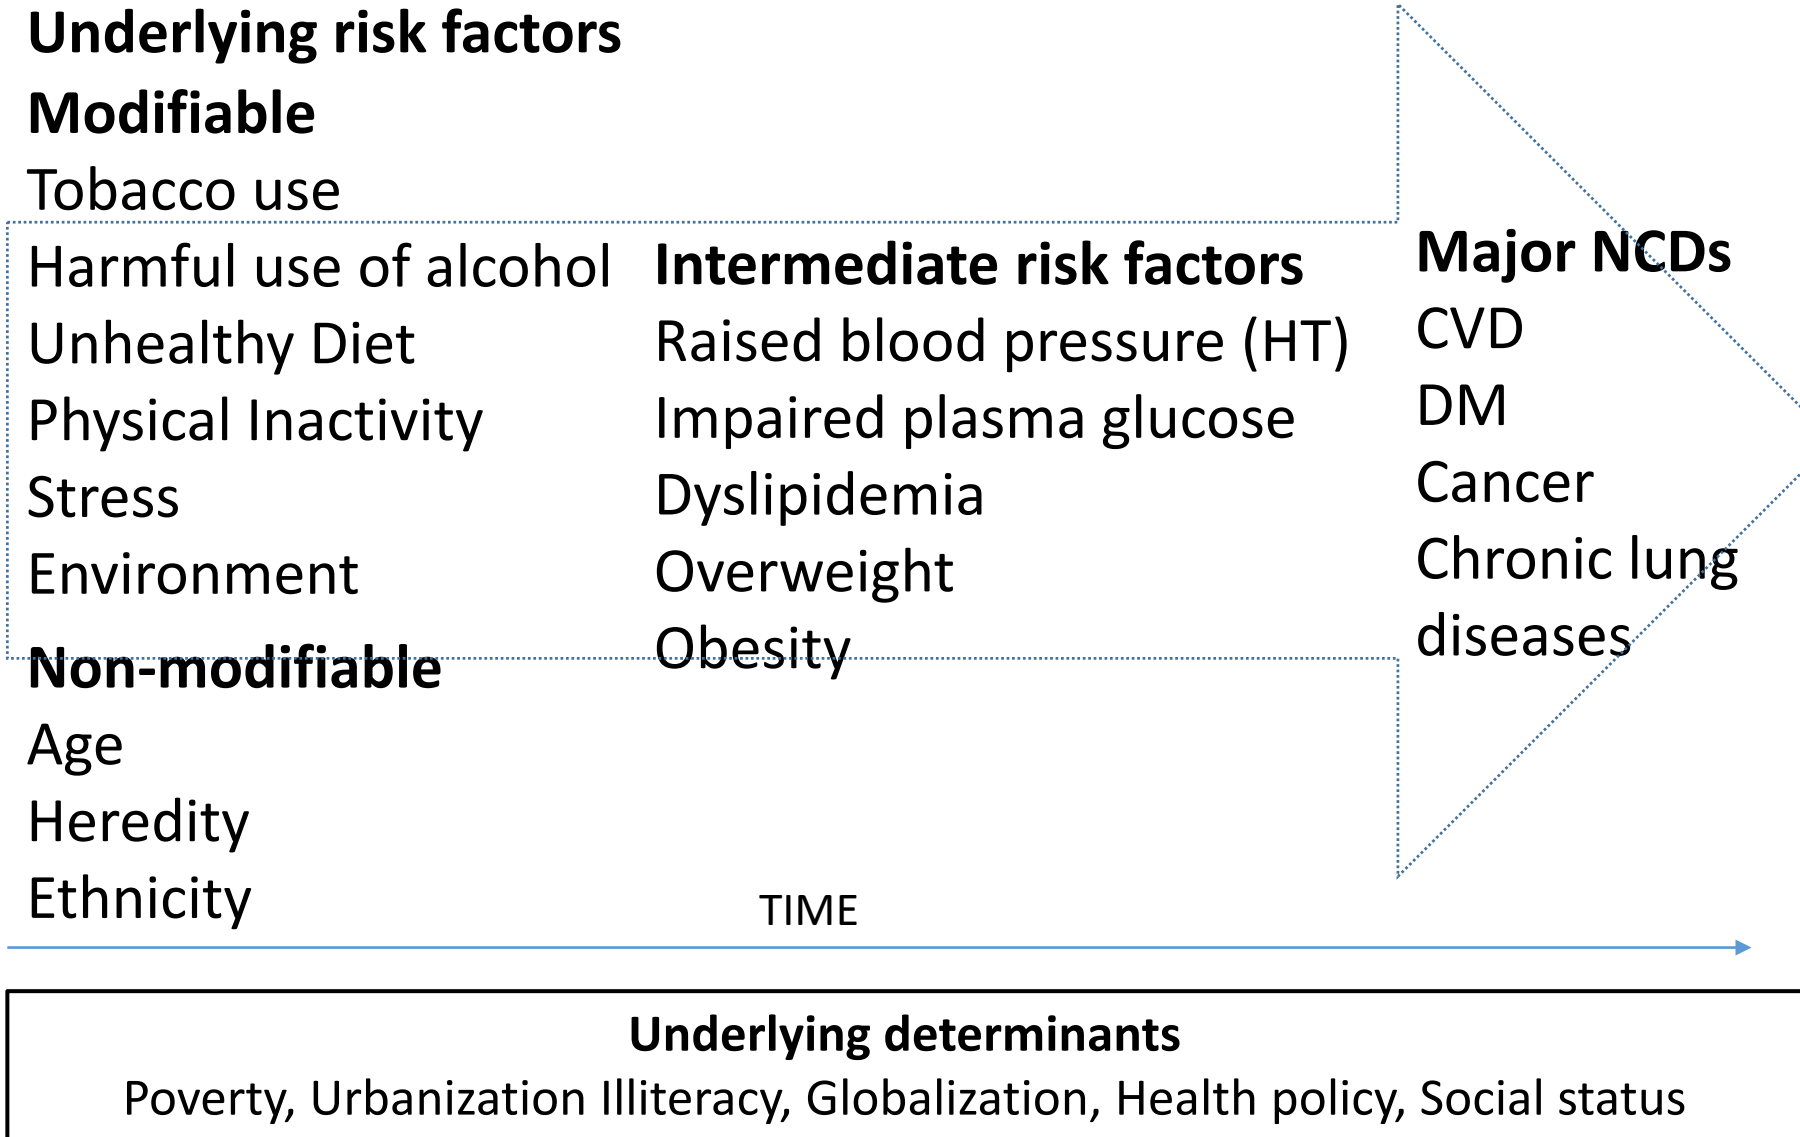 Underlying risk factors
Modifiable
Tobacco use
Harmful use of alcohol
Unhealthy Diet
Physical Inactivity
Stress
Environment
Non-modifiable
Age
Heredity
Ethnicity
Intermediate risk factors
Raised blood pressure (HT)
Impaired plasma glucose
Dyslipidemia
Overweight
Obesity
Major NCDs
CVD
DM
Cancer
Chronic lung
diseases
TIME
Underlying determinants
Poverty, Urbanization Illiteracy, Globalization, Health policy, Social status